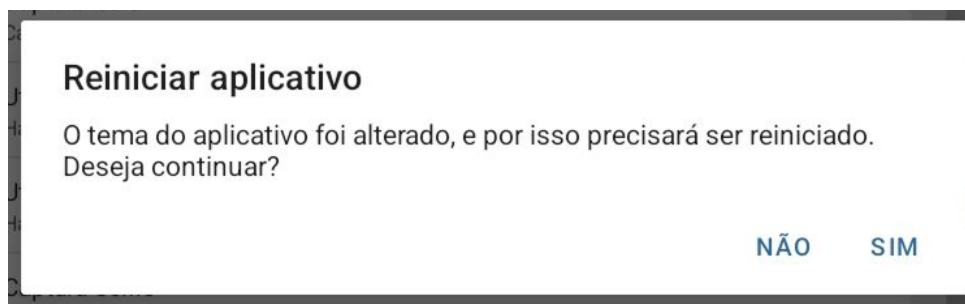 Reiniciar aplicativo
O tema do aplicativo foi alterado, e por isso precisará ser reiniciado.
Deseja continuar?
NÃO SIM